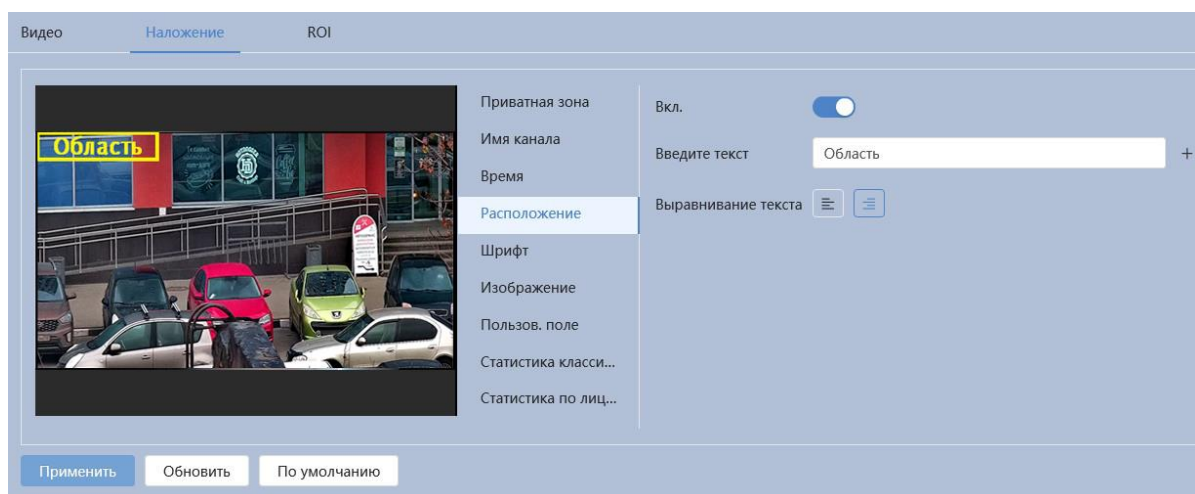 Видео
Наложение
ROI
Область
Приватная зона
Имя канала
Время
Расположение
Шрифт
Изображение
Пользов. поле
Статистика класси...
Статистика по лиц...
Вкл.
Введите текст
Область
+
Выравнивание текста
Применить
Обновить
По умолчанию